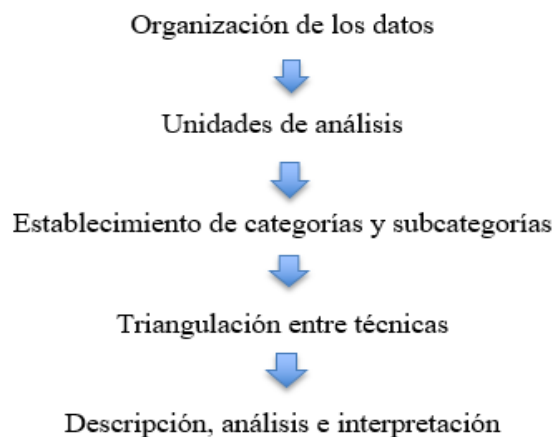 Organización de los datos
Unidades de análisis
Establecimiento de categorías y subcategorías
Triangulación entre técnicas
Descripción, análisis e interpretación